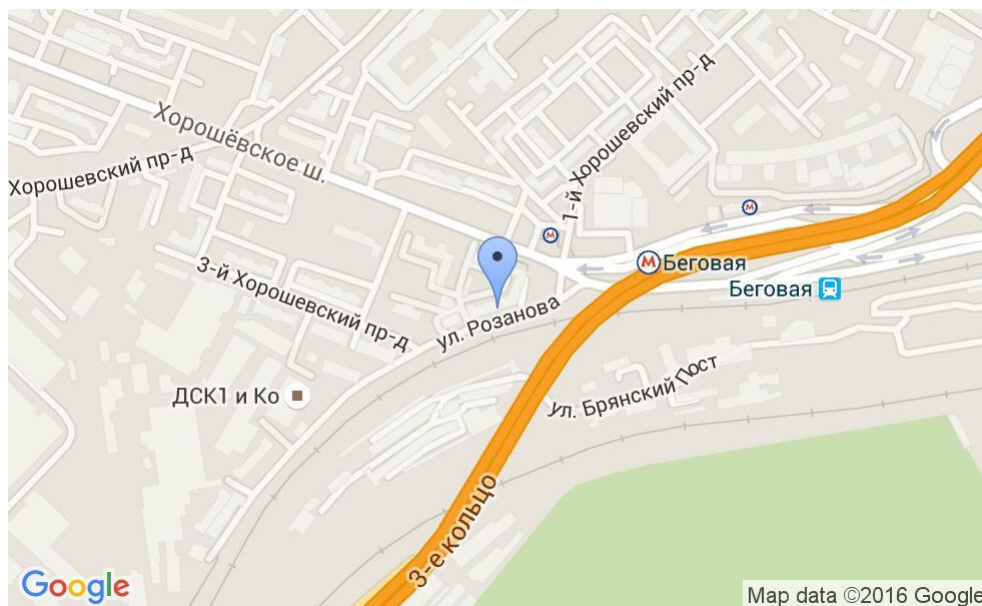 1-й Хорошевский пр-д
Хорошёвское ш.
Хорошевский пр-д
М
М
М Беговая
Беговая
3-й Хорошевский пр-д
ул. Розанова
ул. Брянский Пост
ДСК1 и Ко
3-е кольцо
Google
Map data ©2016 Google